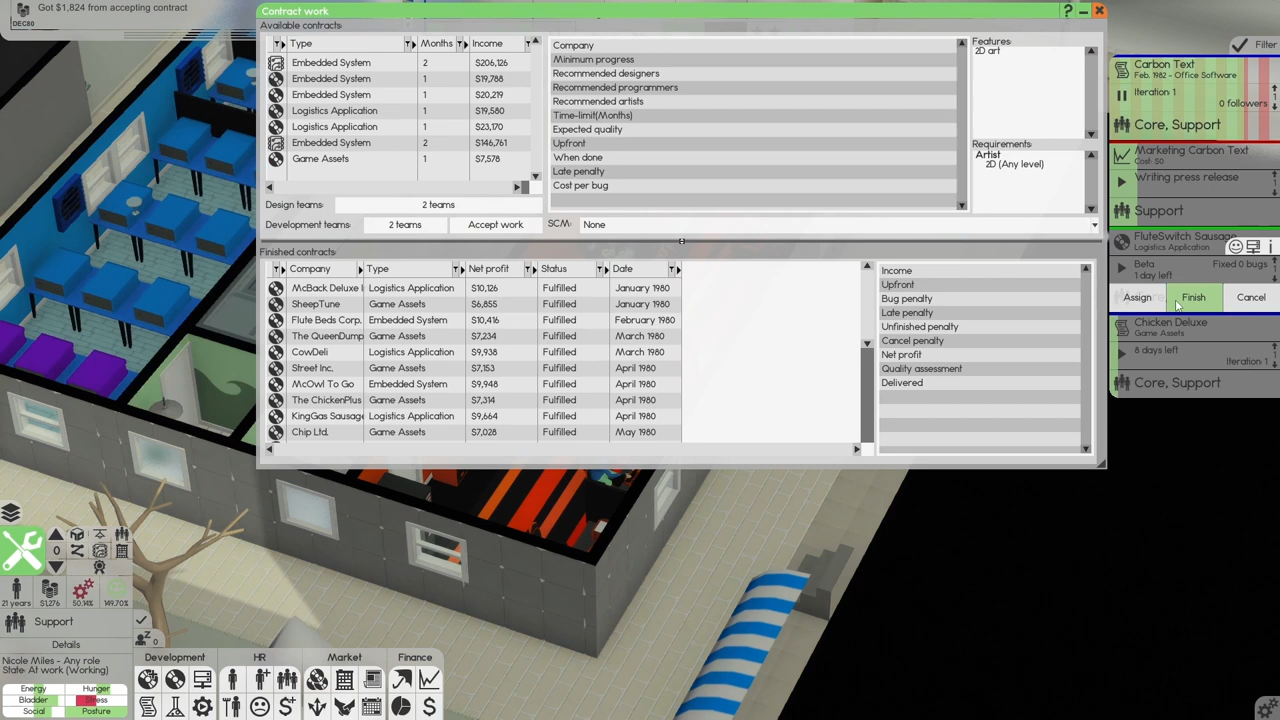 Got $1,824 from accepting contract
DEC80
Contract work
?
Available contracts:
Type Months Income
Embedded System 2 $206,126
Embedded System 1 $19,788
Embedded System 1 $20,219
Logistics Application 1 $19,580
Logistics Application 1 $23,170
Embedded System 2 $146,761
Game Assets 1 $7,578
Company
Minimum progress
Recommended designers
Recommended programmers
Recommended artists
Time-limit(Months)
Expected quality
Upfront
When done
Late penalty
Cost per bug
Features:
2D art
Requirements:
Artist
2D (Any level)
Design teams: 2 teams
Development teams: 2 teams Accept work SCM: None
Finished contracts:
Company Type Net profit Status Date
McBack Deluxe I Logistics Application $10,126 Fulfilled January 1980
SheepTune Game Assets $6,855 Fulfilled January 1980
Flute Beds Corp. Embedded System $10,416 Fulfilled February 1980
The QueenDump Game Assets $7,234 Fulfilled March 1980
CowDeli Logistics Application $9,938 Fulfilled March 1980
Street Inc. Game Assets $7,153 Fulfilled April 1980
McOwl To Go Embedded System $9,948 Fulfilled April 1980
The ChickenPlus Game Assets $7,314 Fulfilled April 1980
KingGas Sausage Logistics Application $9,664 Fulfilled April 1980
Chip Ltd. Game Assets $7,028 Fulfilled May 1980
Income
Upfront
Bug penalty
Late penalty
Unfinished penalty
Cancel penalty
Net profit
Quality assessment
Delivered
Filter
Carbon Text
Feb. 1982 - Office Software
Iteration: 1
0 followers
Core, Support
Marketing Carbon Text
Cost: $0
Writing press release
Support
FluteSwitch Sausage
Logistics Application
Beta Fixed 0 bugs
1 day left
Assign Finish Cancel
Chicken Deluxe
Game Assets
8 days left
Iteration: 1
Core, Support
0
21 years $1,276 50.14% 149.70%
Support
Details
Nicole Miles - Any role
State: At work (Working)
Energy Hunger
Bladder Stress
Social Posture
0
Development HR Market Finance